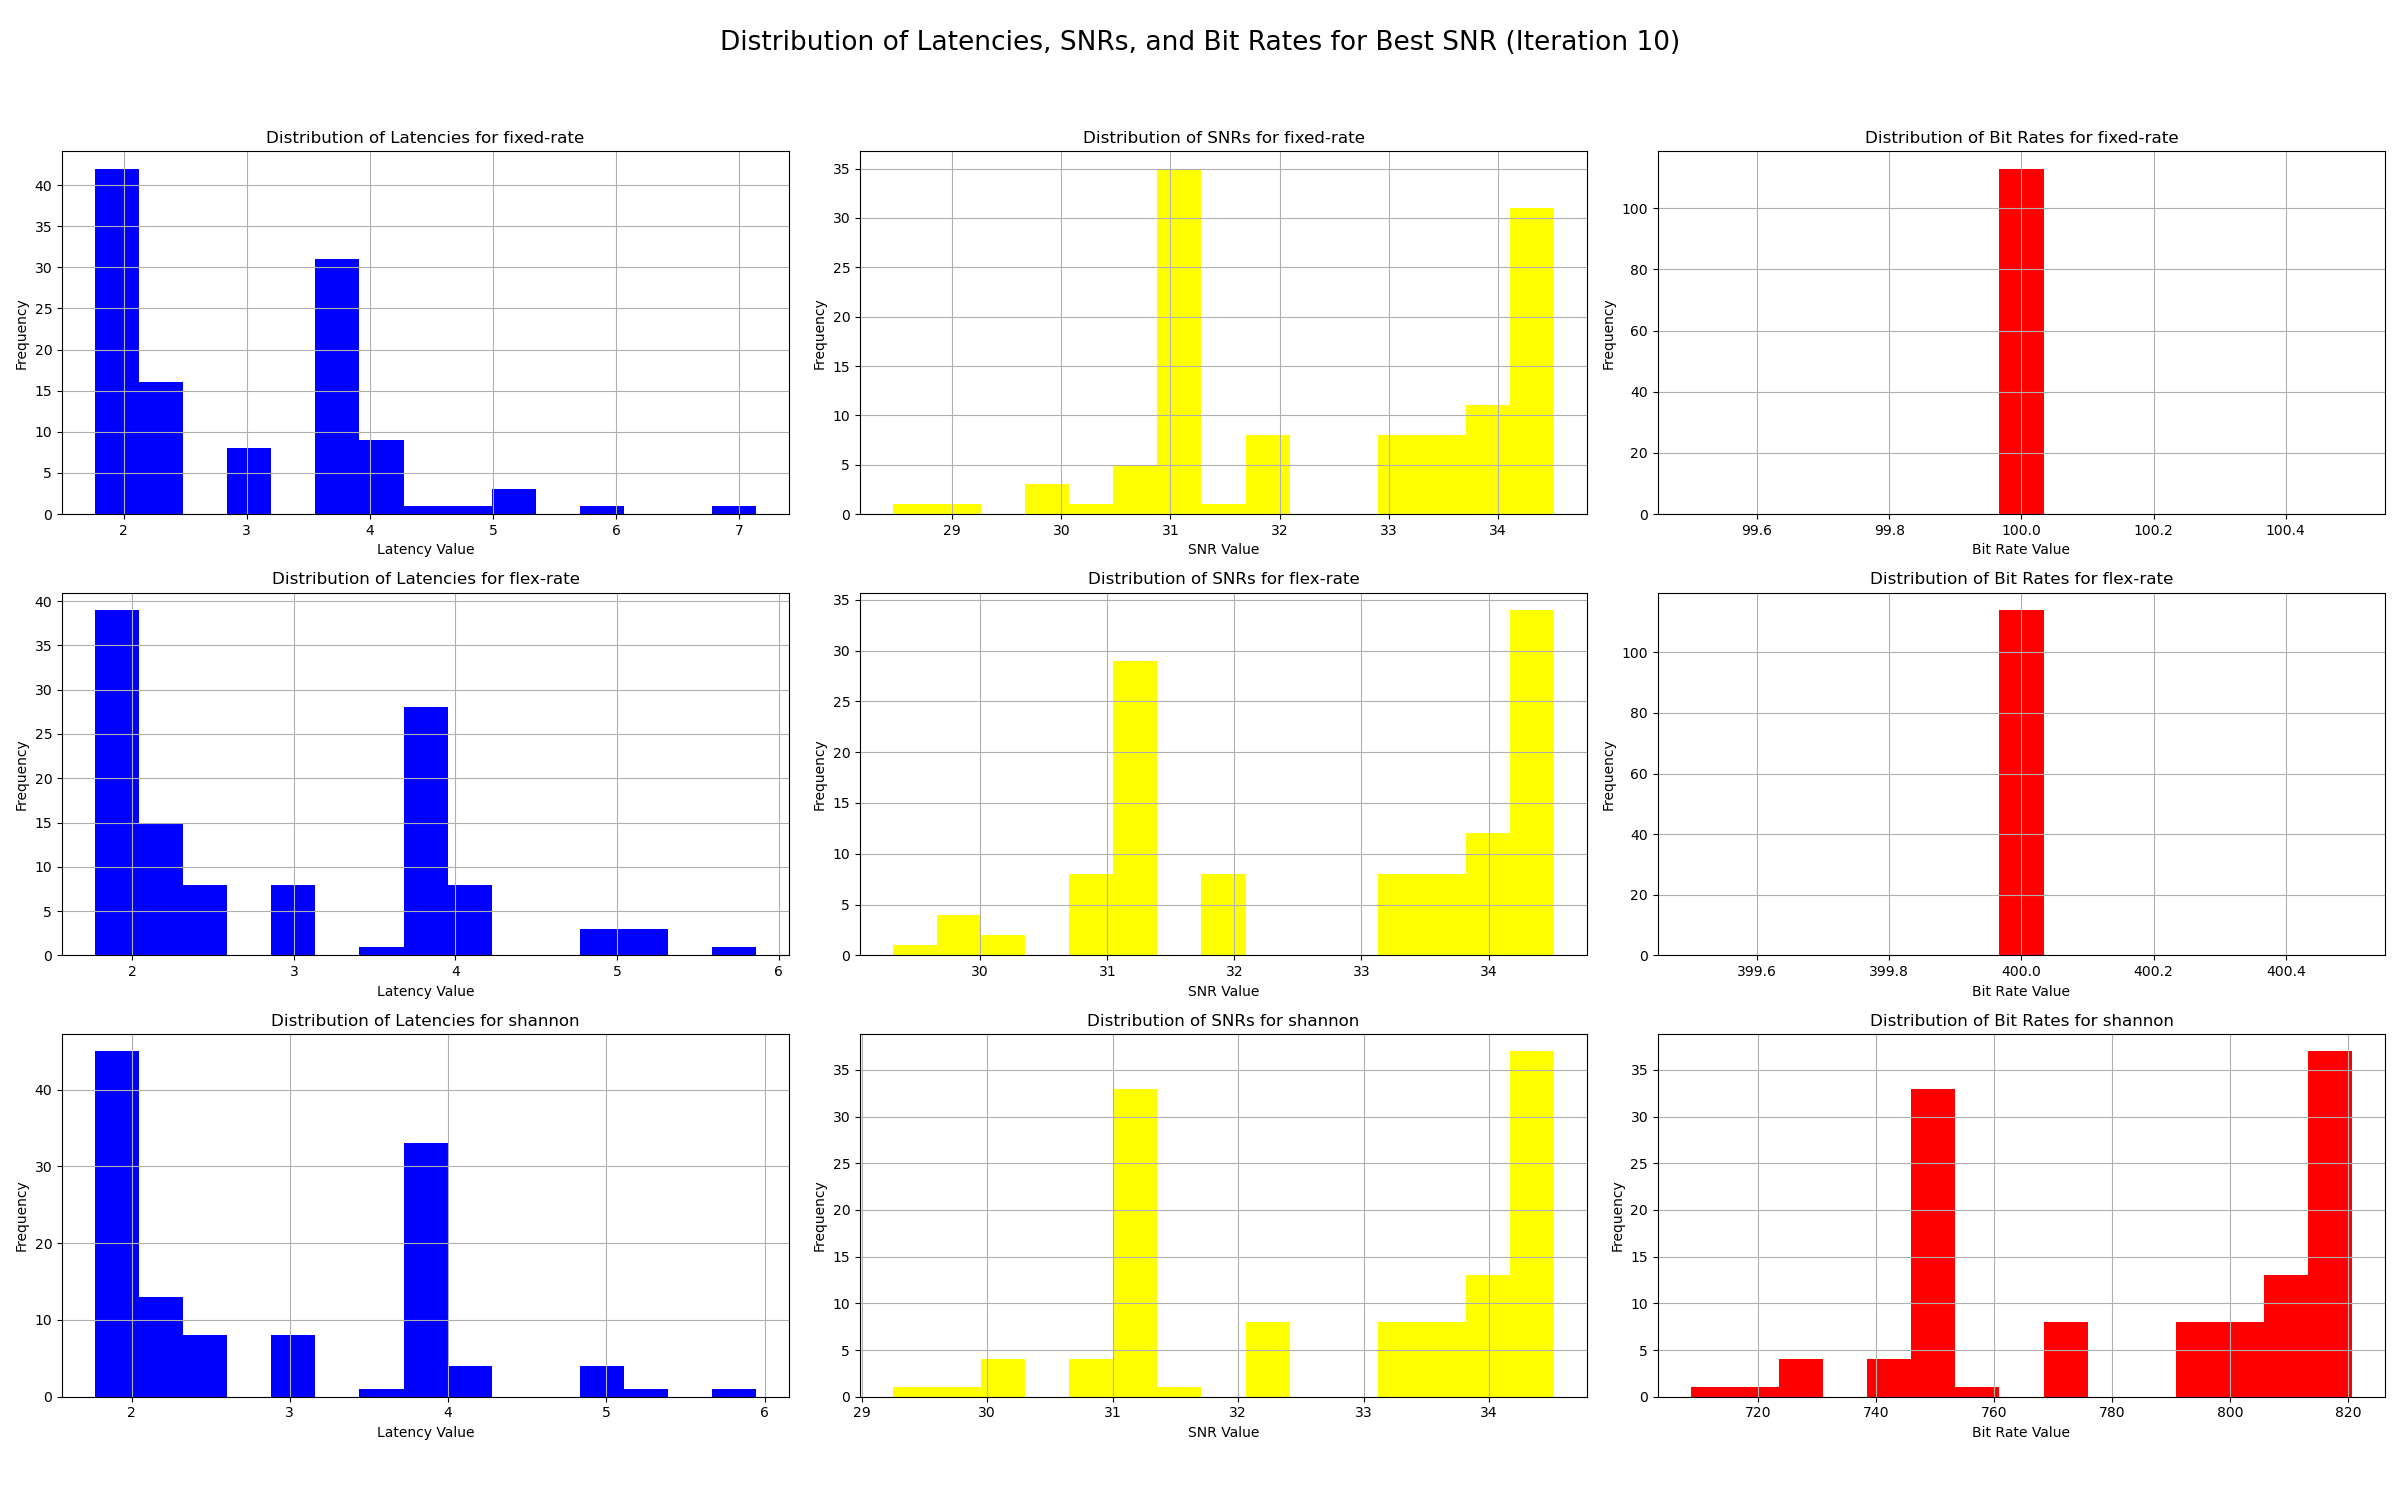 Distribution of Latencies, SNRs, and Bit Rates for Best SNR (Iteration 10)
Distribution of Latencies for fixed-rate
Frequency
40
35
30
25
20
15
10
5
0
2 3 4 5 6 7
Latency Value
Distribution of SNRs for fixed-rate
Frequency
35
30
25
20
15
10
5
0
29 30 31 32 33 34
SNR Value
Distribution of Bit Rates for fixed-rate
Frequency
100
80
60
40
20
0
99.6 99.8 100.0 100.2 100.4
Bit Rate Value
Distribution of Latencies for flex-rate
Frequency
40
35
30
25
20
15
10
5
0
2 3 4 5 6
Latency Value
Distribution of SNRs for flex-rate
Frequency
35
30
25
20
15
10
5
0
30 31 32 33 34
SNR Value
Distribution of Bit Rates for flex-rate
Frequency
100
80
60
40
20
0
399.6 399.8 400.0 400.2 400.4
Bit Rate Value
Distribution of Latencies for shannon
Frequency
40
30
20
10
0
2 3 4 5 6
Latency Value
Distribution of SNRs for shannon
Frequency
35
30
25
20
15
10
5
0
29 30 31 32 33 34
SNR Value
Distribution of Bit Rates for shannon
Frequency
35
30
25
20
15
10
5
0
720 740 760 780 800 820
Bit Rate Value